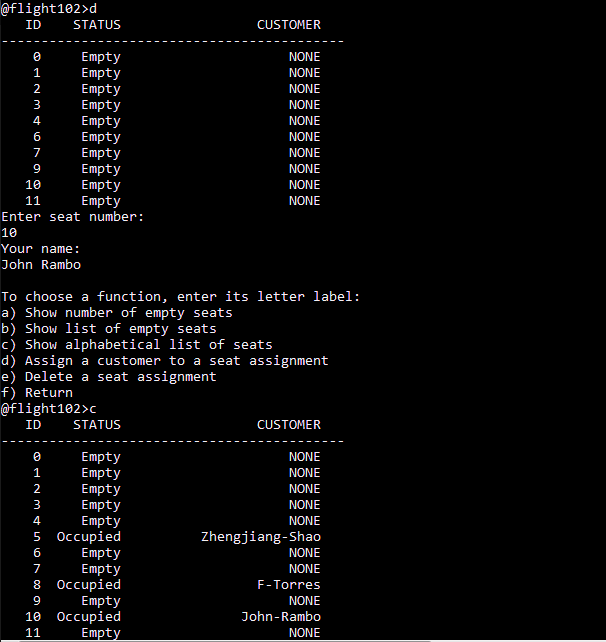 @flight102>d
ID STATUS CUSTOMER
-------------------------------------------
0 Empty NONE
1 Empty NONE
2 Empty NONE
3 Empty NONE
4 Empty NONE
6 Empty NONE
7 Empty NONE
9 Empty NONE
10 Empty NONE
11 Empty NONE
Enter seat number:
10
Your name:
John Rambo
To choose a function, enter its letter label:
a) Show number of empty seats
b) Show list of empty seats
c) Show alphabetical list of seats
d) Assign a customer to a seat assignment
e) Delete a seat assignment
f) Return
@flight102>c
ID STATUS CUSTOMER
-------------------------------------------
0 Empty NONE
1 Empty NONE
2 Empty NONE
3 Empty NONE
4 Empty NONE
5 Occupied Zhengjiang-Shao
6 Empty NONE
7 Empty NONE
8 Occupied F-Torres
9 Empty NONE
10 Occupied John-Rambo
11 Empty NONE